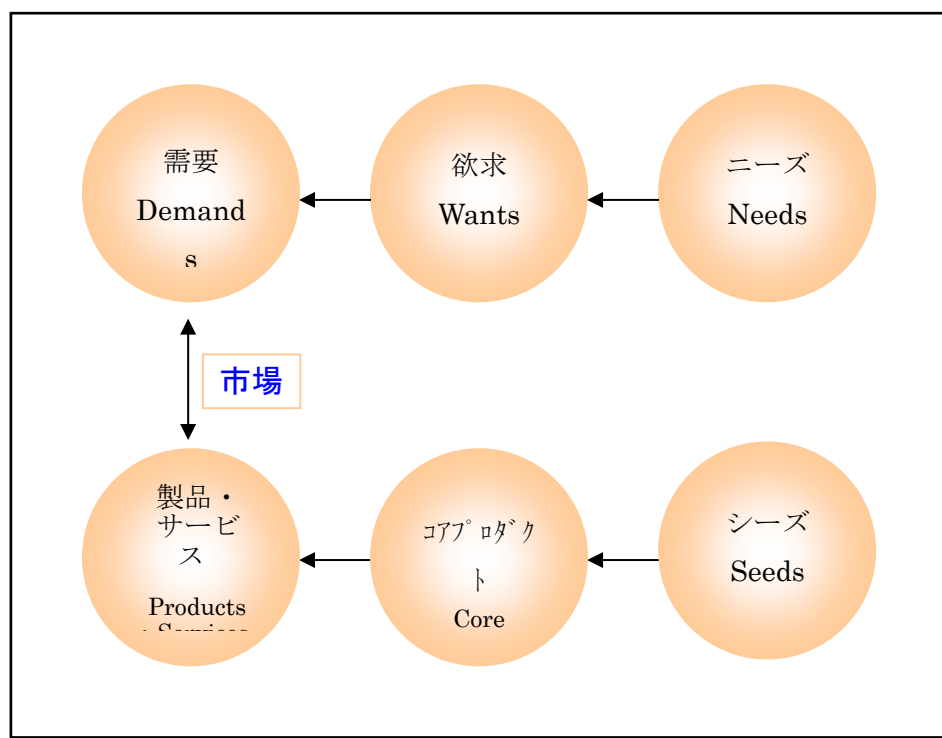 需要
Demand
s
欲求
Wants
ニーズ
Needs
市場
製品・
サービ
ス
Products
・Services
コアプロダク
ト
Core
シーズ
Seeds